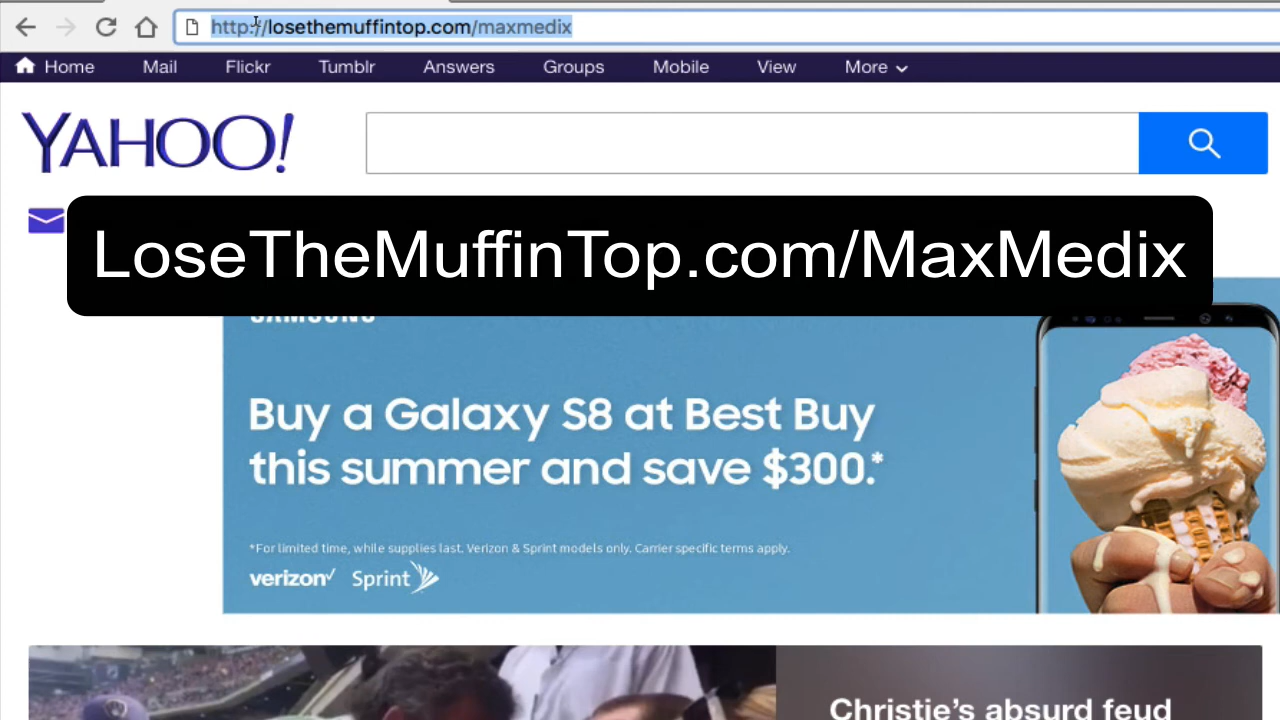 http://losethemuffintop.com/maxmedix
Home Mail Flickr Tumblr Answers Groups Mobile View More
YAHOO!
LoseTheMuffinTop.com/MaxMedix
SAMSUNG
Buy a Galaxy S8 at Best Buy
this summer and save $300.*
*For limited time, while supplies last. Verizon & Sprint models only. Carrier specific terms apply.
verizon✓ Sprint
Christie's absurd feud